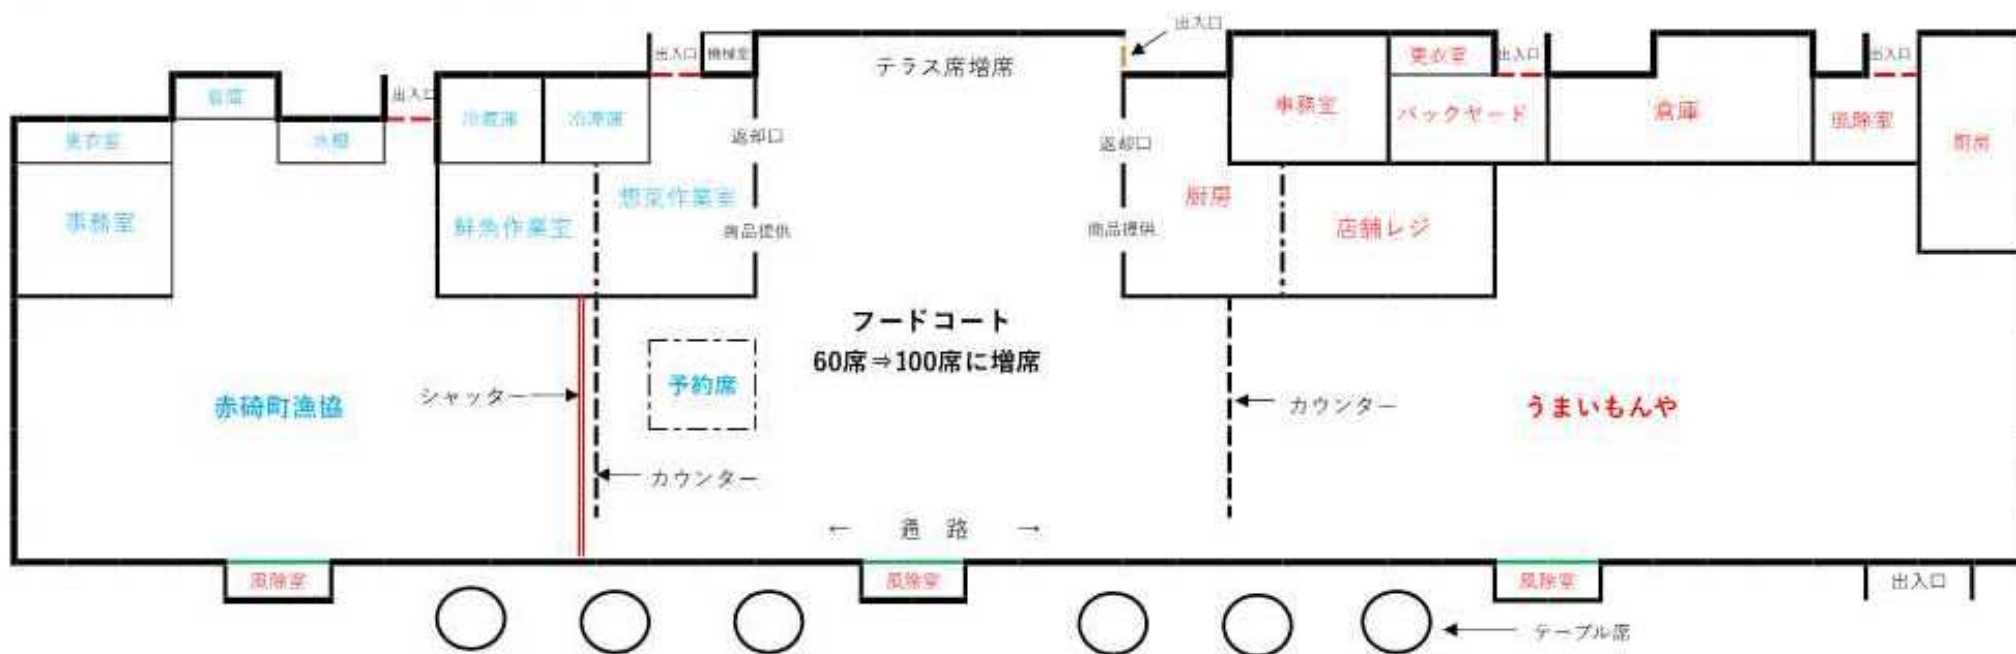 出入口
出入口
機械室
テラス席増席
更衣室
出入口
出入口
倉庫
出入口
冷蔵庫
冷凍庫
返却口
返却口
事務室
バックヤード
倉庫
風除室
厨房
更衣室
水槽
事務室
鮮魚作業室
惣菜作業室
商品提供
商品提供
厨房
店舗レジ
フードコート
60席⇒100席に増席
予約席
シャッター
赤碕町漁協
カウンター
うまいもんや
カウンター
← 通 路 →
風除室
風除室
風除室
出入口
テーブル席